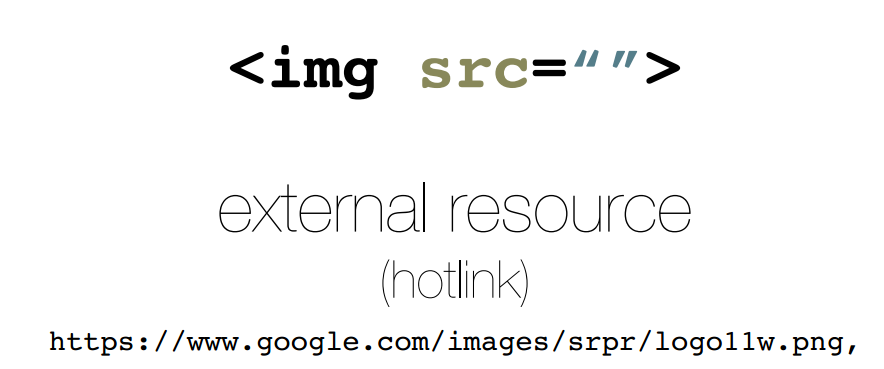 <img src=“”>
external resource
(hotlink)
https://www.google.com/images/srpr/logo11w.png,